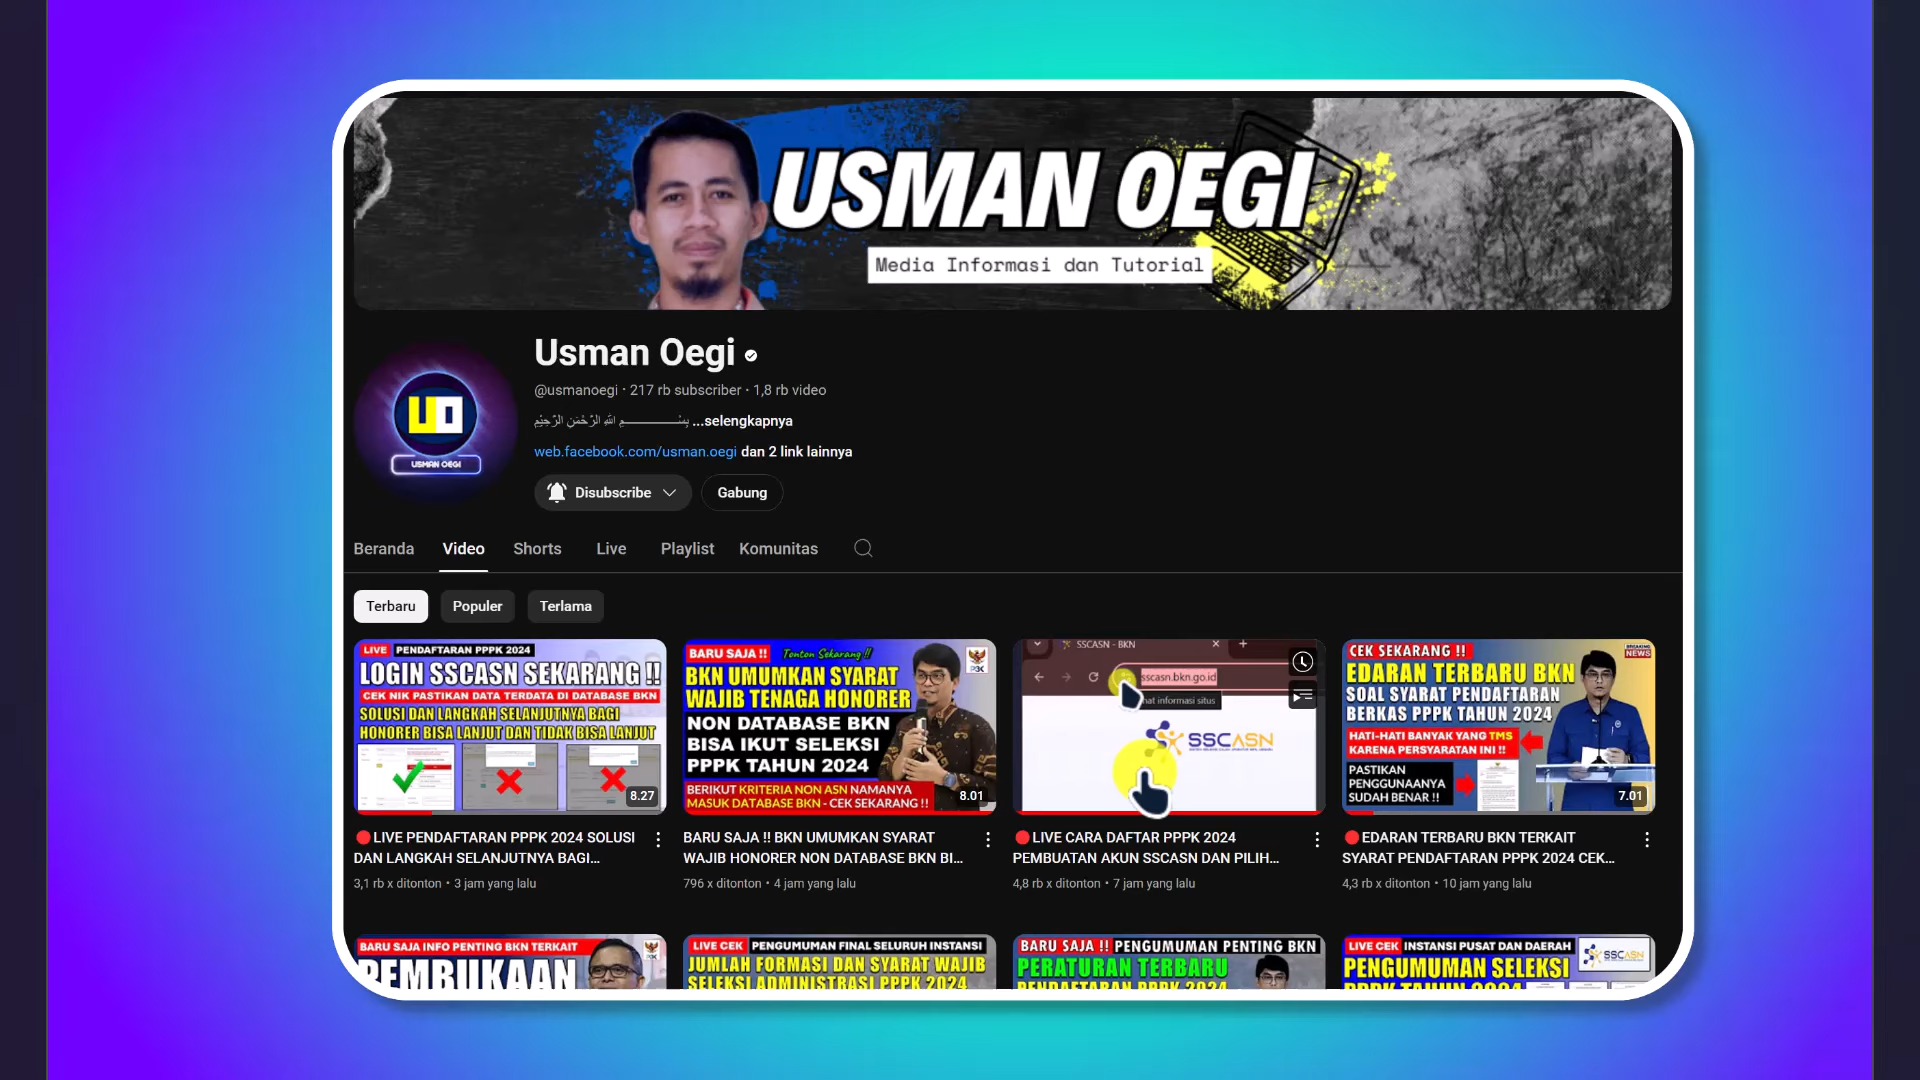 USMAN OEGI
Media Informasi dan Tutorial
UO
USMAN OEGI
Usman Oegi
@usmanoegi · 217 rb subscriber · 1,8 rb video
بِسْـــــــــمِ اللهِ الرَّحْمَنِ الرَّحِيْمِ ...selengkapnya
web.facebook.com/usman.oegi dan 2 link lainnya
Disubscribe
Gabung
Beranda Video Shorts Live Playlist Komunitas
Terbaru Populer Terlama
LIVE PENDAFTARAN PPPK 2024
LOGIN SSCASN SEKARANG !!
CEK NIK PASTIKAN DATA TERDATA DI DATABASE BKN
SOLUSI DAN LANGKAH SELANJUTNYA BAGI
HONORER BISA LANJUT DAN TIDAK BISA LANJUT
8.27
BARU SAJA !! Tonton Sekarang !!
P3K
BKN UMUMKAN SYARAT
WAJIB TENAGA HONORER
NON DATABASE BKN
BISA IKUT SELEKSI
PPPK TAHUN 2024
BERIKUT KRITERIA NON ASN NAMANYA
MASUK DATABASE BKN - CEK SEKARANG !!
8.01
SSCASN - BKN
sscasn.bkn.go.id
hat informasi situs
SSCASN
CEK SEKARANG !!
BREAKING
NEWS
EDARAN TERBARU BKN
SOAL SYARAT PENDAFTARAN
BERKAS PPPK TAHUN 2024
HATI-HATI BANYAK YANG TMS
KARENA PERSYARATAN INI !!
PASTIKAN
PENGGUNAANYA
SUDAH BENAR !!
7.01
🔴LIVE PENDAFTARAN PPPK 2024 SOLUSI
DAN LANGKAH SELANJUTNYA BAGI...
3,1 rb x ditonton · 3 jam yang lalu
BARU SAJA !! BKN UMUMKAN SYARAT
WAJIB HONORER NON DATABASE BKN BI...
796 x ditonton · 4 jam yang lalu
🔴LIVE CARA DAFTAR PPPK 2024
PEMBUATAN AKUN SSCASN DAN PILIH...
4,8 rb x ditonton · 7 jam yang lalu
🔴EDARAN TERBARU BKN TERKAIT
SYARAT PENDAFTARAN PPPK 2024 CEK...
4,3 rb x ditonton · 10 jam yang lalu
BARU SAJA INFO PENTING BKN TERKAIT
PEMBUKAAN
LIVE CEK PENGUMUMAN FINAL SELURUH INSTANSI
JUMLAH FORMASI DAN SYARAT WAJIB
SELEKSI ADMINISTRASI PPPK 2024
BARU SAJA !! PENGUMUMAN PENTING BKN
PERATURAN TERBARU
PENDAFTARAN PPPK 2024
LIVE CEK INSTANSI PUSAT DAN DAERAH
SSCASN
PENGUMUMAN SELEKSI
PPPK TAHUN 2024